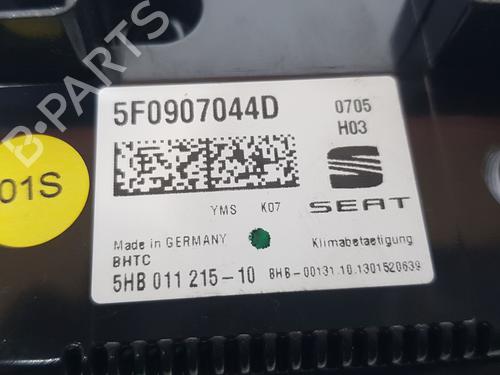 B-PARTS
5F0907044D
0705
H03
01S
YMS K07
SEAT
Made in GERMANY
Klimabetaetigung
BHTC
5HB 011 215-10
BHB-00131.10.1301520639